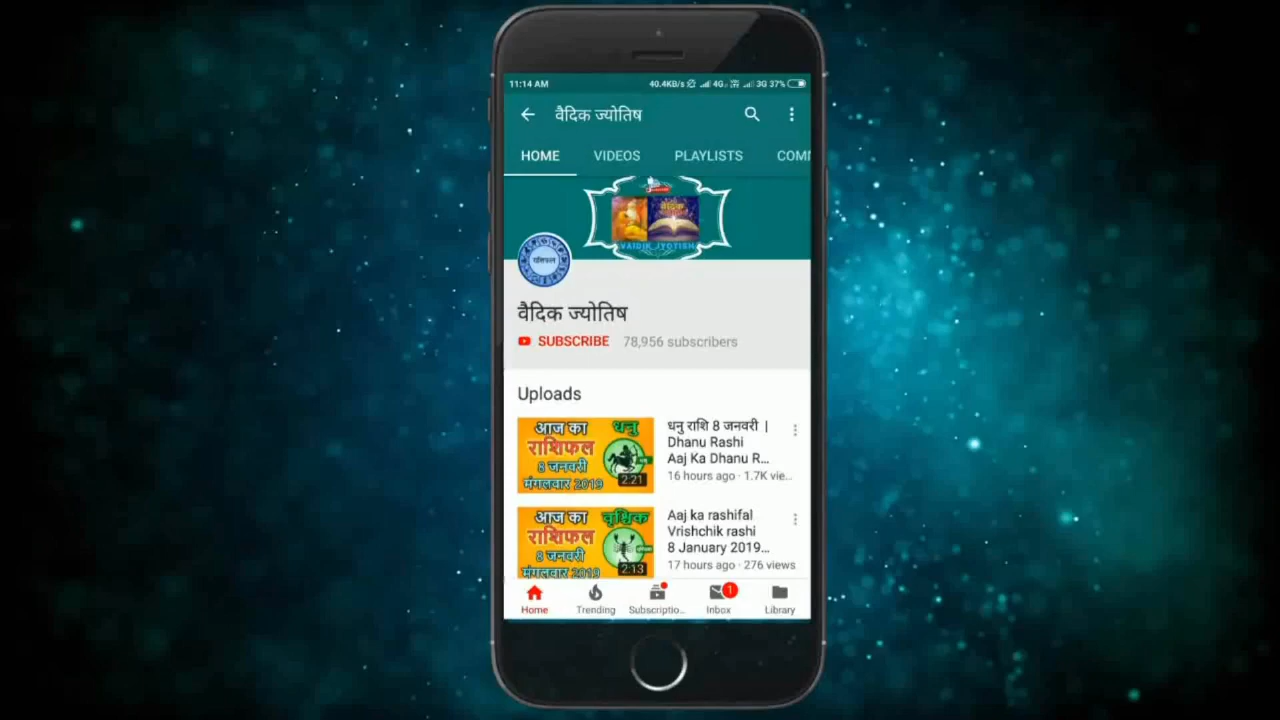 11:14 AM
40.4KB/s 4G 3G 37%
वैदिक ज्योतिष
HOME VIDEOS PLAYLISTS COMM
वैदिक
VAIDIK JYOTISH
राशिफल
वैदिक ज्योतिष
SUBSCRIBE 78,956 subscribers
Uploads
आज का धनु
राशिफल
8 जनवरी
मंगलवार 2019
2:21
धनु राशि 8 जनवरी |
Dhanu Rashi
Aaj Ka Dhanu R...
16 hours ago · 1.7K vie...
आज का वृश्चिक
राशिफल
8 जनवरी
मंगलवार 2019
2:13
Aaj ka rashifal
Vrishchik rashi
8 January 2019...
17 hours ago · 276 views
1
Home Trending Subscriptio... Inbox Library